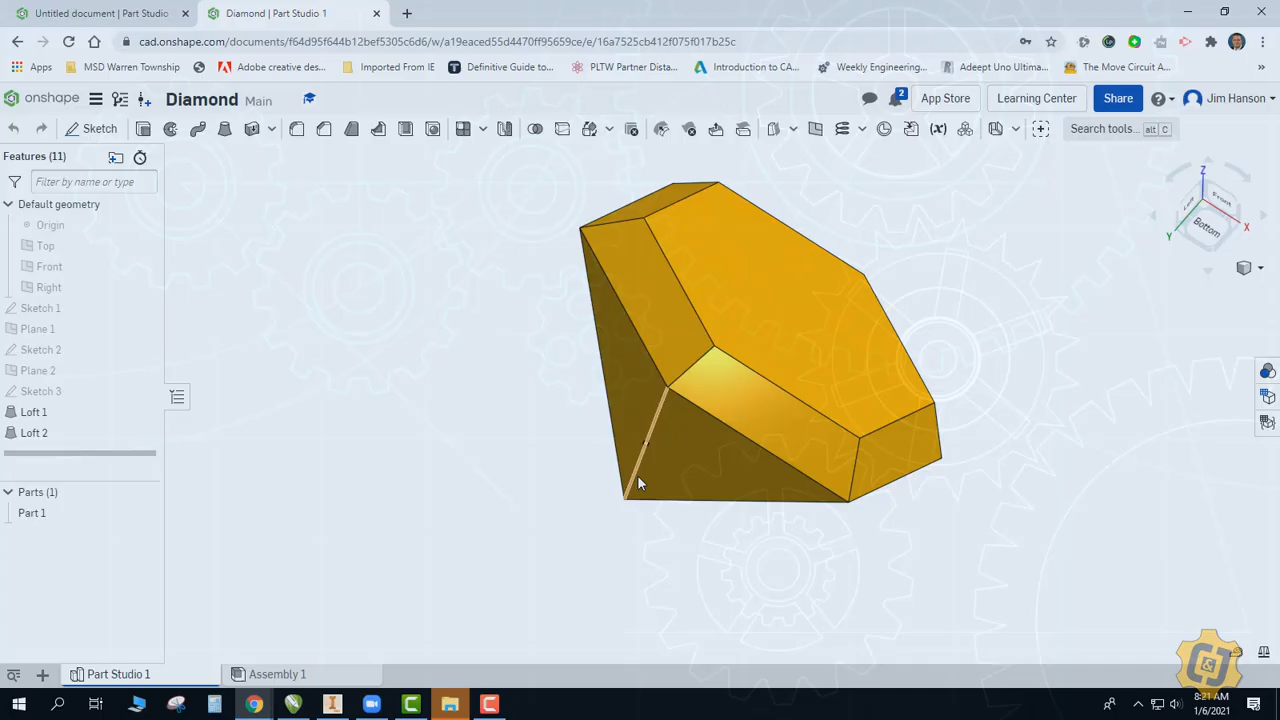 Untitled document | Part Studio
Diamond | Part Studio 1
cad.onshape.com/documents/f64d95f644b12bef5305c6d6/w/a19eaced55d4470ff95659ce/e/16a7525cb412f075f017b25c
Apps MSD Warren Township Adobe creative des... Imported From IE Definitive Guide to... PLTW Partner Dista... Introduction to CA... Weekly Engineering... Adeept Uno Ultima... The Move Circuit A... »
onshape Diamond Main 2 App Store Learning Center Share Jim Hanson
Sketch (x) Search tools... alt C
Features (11)
Filter by name or type
Default geometry
Origin
Top
Front
Right
Sketch 1
Plane 1
Sketch 2
Plane 2
Sketch 3
Loft 1
Loft 2
Parts (1)
Part 1
Z
Left Front
Bottom
X
Y
C&J
Part Studio 1 Assembly 1
8:21 AM
1/6/2021